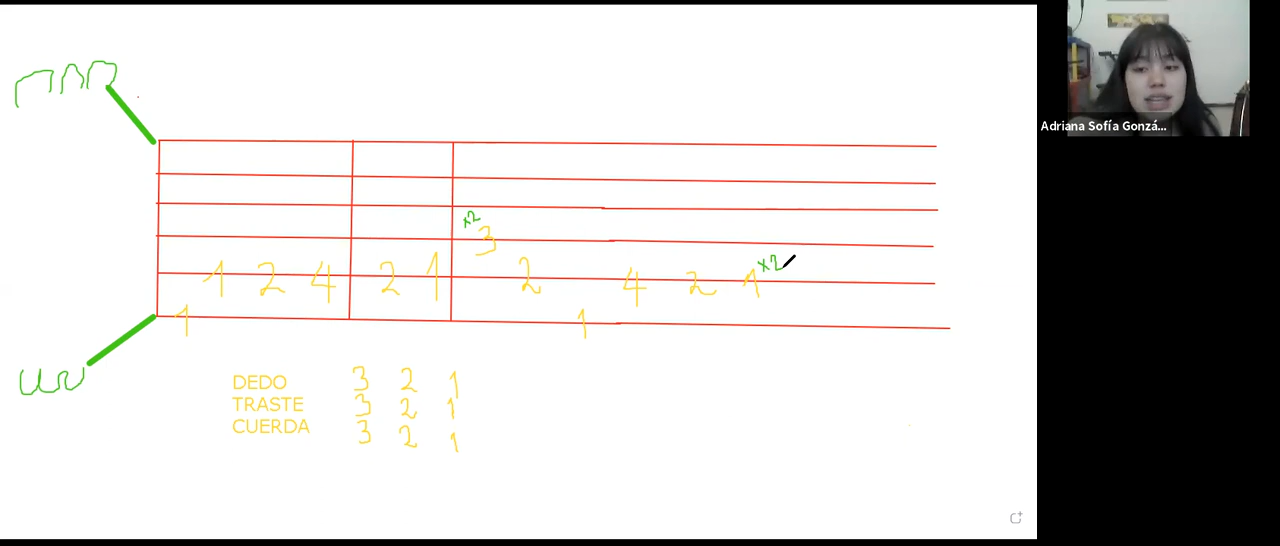 Adriana Sofía Gonzá...
x2
3
1 2 4 2 1 2 4 2 1 x2
1 1
DEDO 3 2 1
TRASTE 3 2 1
CUERDA 3 2 1